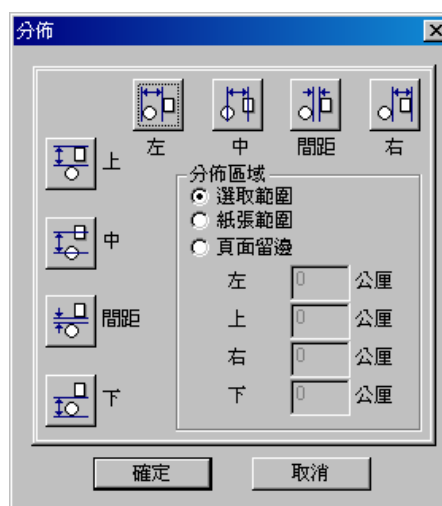 分佈
左 中 間距 右
上
中
間距
下
分佈區域
選取範圍
紙張範圍
頁面留邊
左 0 公厘
上 0 公厘
右 0 公厘
下 0 公厘
確定 取消